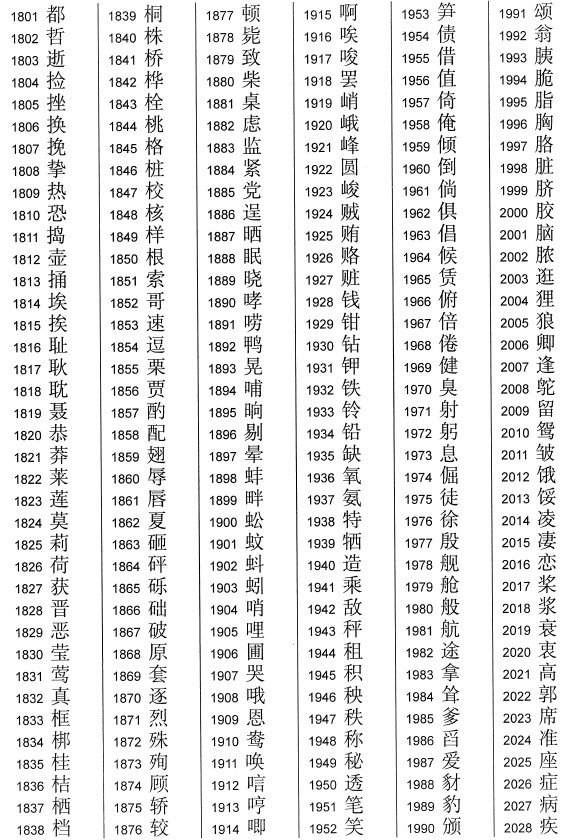 1801 都
1802 哲
1803 逝
1804 捡
1805 挫
1806 换
1807 挽
1808 挚
1809 热
1810 恐
1811 捣
1812 壶
1813 捅
1814 埃
1815 挨
1816 耻
1817 耿
1818 耽
1819 聂
1820 恭
1821 莽
1822 莱
1823 莲
1824 莫
1825 莉
1826 荷
1827 获
1828 晋
1829 恶
1830 莹
1831 莺
1832 真
1833 框
1834 梆
1835 桂
1836 桔
1837 栖
1838 档
1839 桐
1840 株
1841 桥
1842 桦
1843 栓
1844 桃
1845 格
1846 桩
1847 校
1848 核
1849 样
1850 根
1851 索
1852 哥
1853 速
1854 逗
1855 栗
1856 贾
1857 酌
1858 配
1859 翅
1860 辱
1861 唇
1862 夏
1863 砸
1864 砰
1865 砾
1866 础
1867 破
1868 原
1869 套
1870 逐
1871 烈
1872 殊
1873 殉
1874 顾
1875 轿
1876 较
1877 顿
1878 毙
1879 致
1880 柴
1881 桌
1882 虑
1883 监
1884 紧
1885 党
1886 逞
1887 晒
1888 眠
1889 晓
1890 哮
1891 唠
1892 鸭
1893 晃
1894 哺
1895 晌
1896 剔
1897 晕
1898 蚌
1899 畔
1900 蚣
1901 蚊
1902 蚪
1903 蚓
1904 哨
1905 哩
1906 圃
1907 哭
1908 哦
1909 恩
1910 鸯
1911 唤
1912 唁
1913 哼
1914 唧
1915 啊
1916 唉
1917 唆
1918 罢
1919 峭
1920 峨
1921 峰
1922 圆
1923 峻
1924 贼
1925 贿
1926 赂
1927 赃
1928 钱
1929 钳
1930 钻
1931 钾
1932 铁
1933 铃
1934 铅
1935 缺
1936 氧
1937 氨
1938 特
1939 牺
1940 造
1941 乘
1942 敌
1943 秤
1944 租
1945 积
1946 秧
1947 秩
1948 称
1949 秘
1950 透
1951 笔
1952 笑
1953 笋
1954 债
1955 借
1956 值
1957 倚
1958 俺
1959 倾
1960 倒
1961 倘
1962 俱
1963 倡
1964 候
1965 赁
1966 俯
1967 倍
1968 倦
1969 健
1970 臭
1971 射
1972 躬
1973 息
1974 倔
1975 徒
1976 徐
1977 殷
1978 舰
1979 舱
1980 般
1981 航
1982 途
1983 拿
1984 耸
1985 爹
1986 舀
1987 爱
1988 豺
1989 豹
1990 颁
1991 颂
1992 翁
1993 胰
1994 脆
1995 脂
1996 胸
1997 胳
1998 脏
1999 脐
2000 胶
2001 脑
2002 脓
2003 逛
2004 狸
2005 狼
2006 卿
2007 逢
2008 鸵
2009 留
2010 鸳
2011 皱
2012 饿
2013 馁
2014 凌
2015 凄
2016 恋
2017 桨
2018 浆
2019 衰
2020 衷
2021 高
2022 郭
2023 席
2024 准
2025 座
2026 症
2027 病
2028 疾